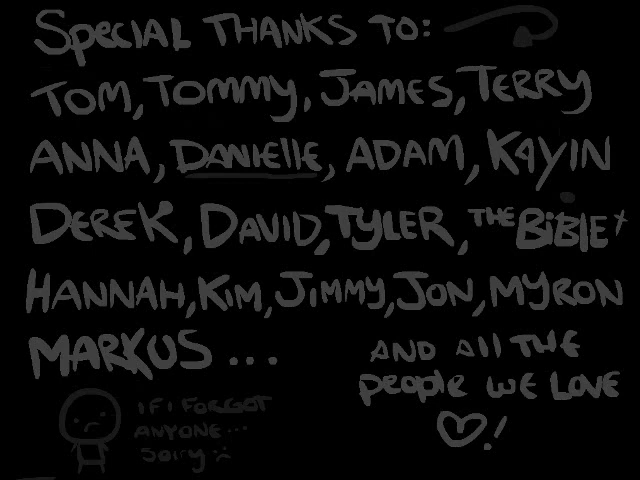 SPECIAL THANKS TO:
TOM, TOMMY, JAMES, TERRY
ANNA, DANIELLE, ADAM, KAYIN
DEREK, DAVID, TYLER, THE BIBLE
HANNAH, KIM, JIMMY, JON, MYRON
MARKUS...
AND All THE
people WE LOVE
♡!
IF I FORGOT
ANYONE...
Sorry :(